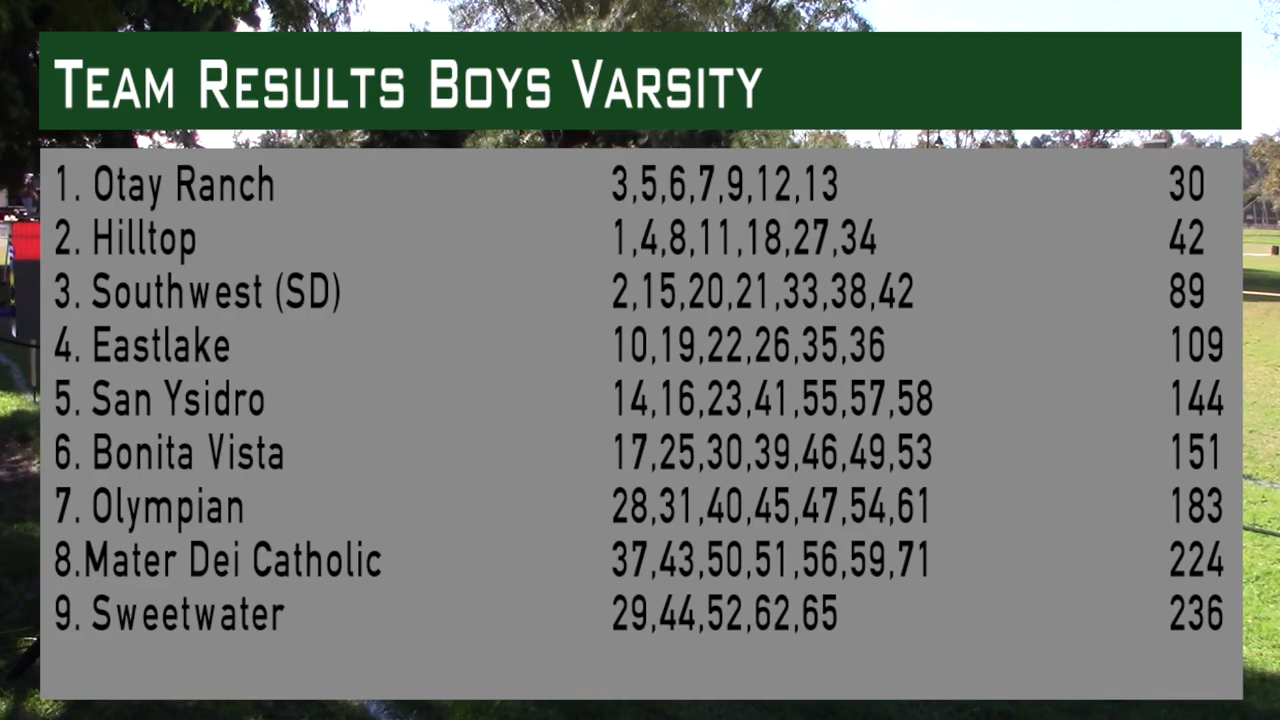 Team Results Boys Varsity
1. Otay Ranch 3,5,6,7,9,12,13 30
2. Hilltop 1,4,8,11,18,27,34 42
3. Southwest (SD) 2,15,20,21,33,38,42 89
4. Eastlake 10,19,22,26,35,36 109
5. San Ysidro 14,16,23,41,55,57,58 144
6. Bonita Vista 17,25,30,39,46,49,53 151
7. Olympian 28,31,40,45,47,54,61 183
8.Mater Dei Catholic 37,43,50,51,56,59,71 224
9. Sweetwater 29,44,52,62,65 236